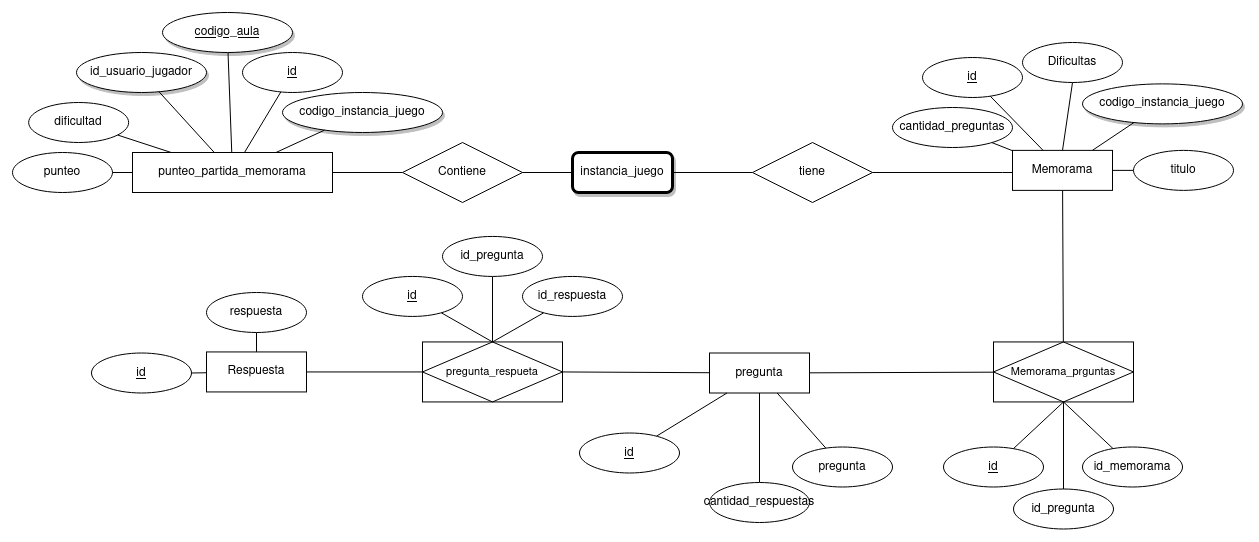 codigo_aula
id_usuario_jugador
id
dificultad
codigo_instancia_juego
punteo
punteo_partida_memorama
Contiene
instancia_juego
tiene
Dificultas
id
codigo_instancia_juego
cantidad_preguntas
Memorama
titulo
id_pregunta
id
id_respuesta
respuesta
id
Respuesta
pregunta_respueta
pregunta
Memorama_prguntas
id
pregunta
cantidad_respuestas
id
id_memorama
id_pregunta